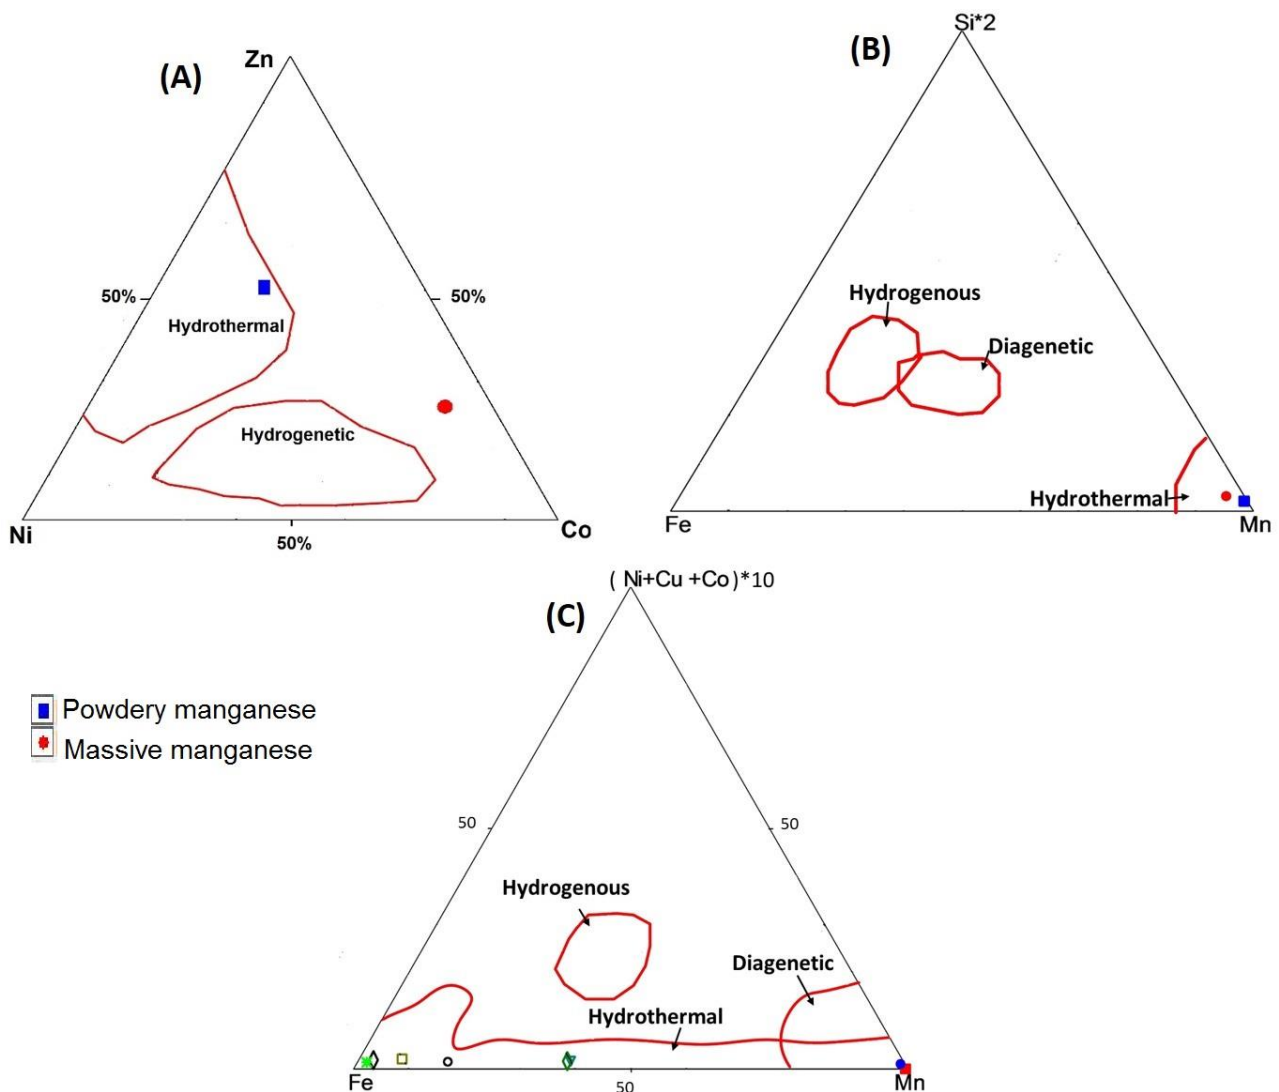 (A)
Zn
50%
50%
Hydrothermal
Hydrogenetic
Ni
50%
Co
(B)
Si*2
Hydrogenous
Diagenetic
Hydrothermal
Fe
Mn
( Ni+Cu +Co)*10
(C)
50
50
Hydrogenous
Diagenetic
Hydrothermal
Fe
50
Mn
Powdery manganese
Massive manganese